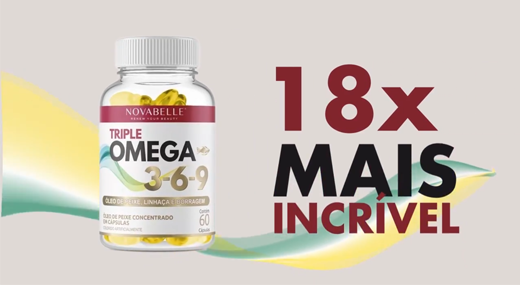 NOVABELLE
RENEW YOUR BEAUTY
TRIPLE
OMEGA
3-6-9
ÓLEO DE PEIXE, LINHAÇA E BORRAGEM
ÓLEO DE PEIXE CONCENTRADO
EM CÁPSULAS
Contém
60
Cápsulas
18x
MAIS
INCRÍVEL